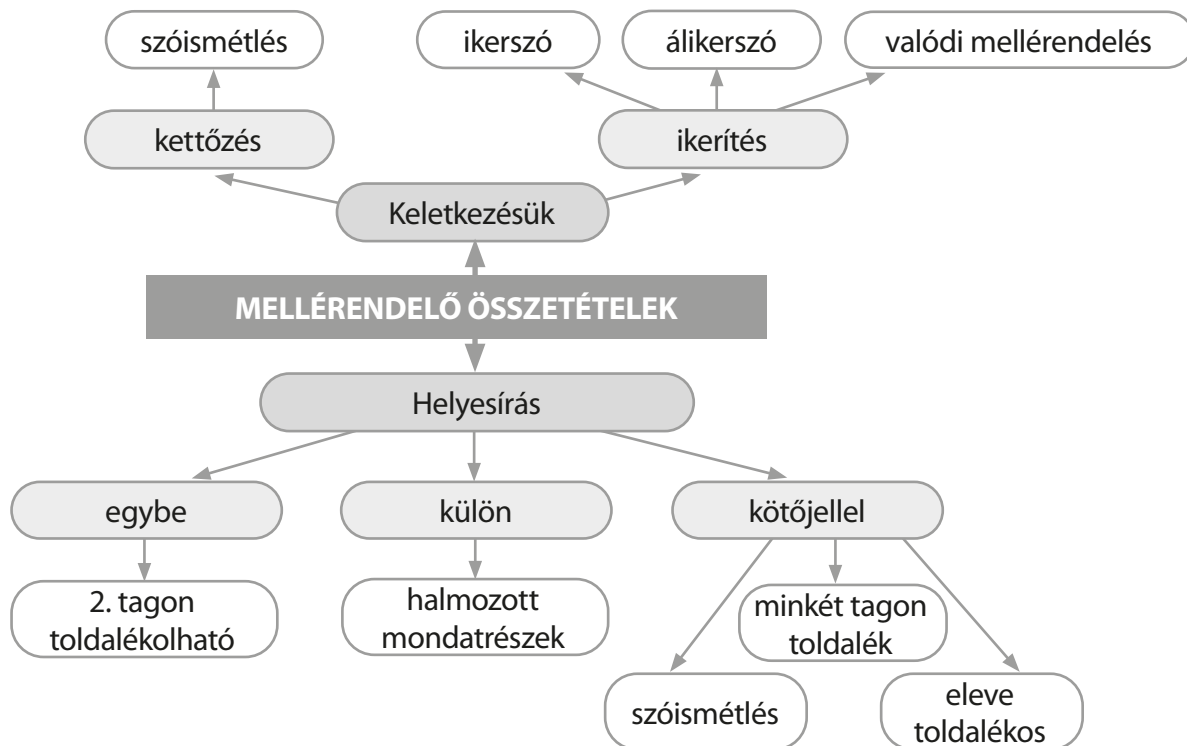 szóismétlés
ikerszó
álikerszó
valódi mellérendelés
kettőzés
ikerítés
Keletkezésük
MELLÉRENDELŐ ÖSSZETÉTELEK
Helyesírás
egybe
külön
kötőjellel
2. tagon
toldalékolható
halmozott
mondatrészek
minkét tagon
toldalék
szóismétlés
eleve
toldalékos